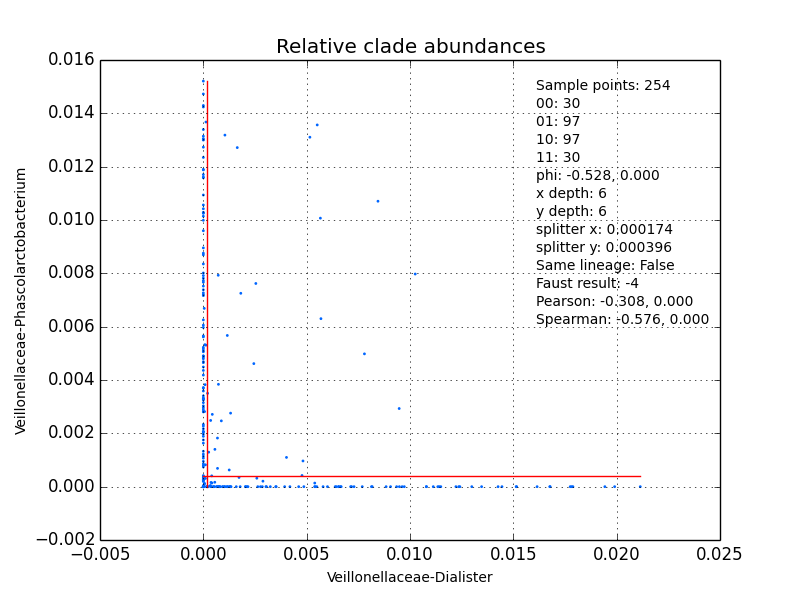 Relative clade abundances
0.016
0.014
0.012
0.010
0.008
0.006
0.004
0.002
0.000
−0.002
Veillonellaceae-Phascolarctobacterium
Sample points: 254
00: 30
01: 97
10: 97
11: 30
phi: -0.528, 0.000
x depth: 6
y depth: 6
splitter x: 0.000174
splitter y: 0.000396
Same lineage: False
Faust result: -4
Pearson: -0.308, 0.000
Spearman: -0.576, 0.000
−0.005 0.000 0.005 0.010 0.015 0.020 0.025
Veillonellaceae-Dialister